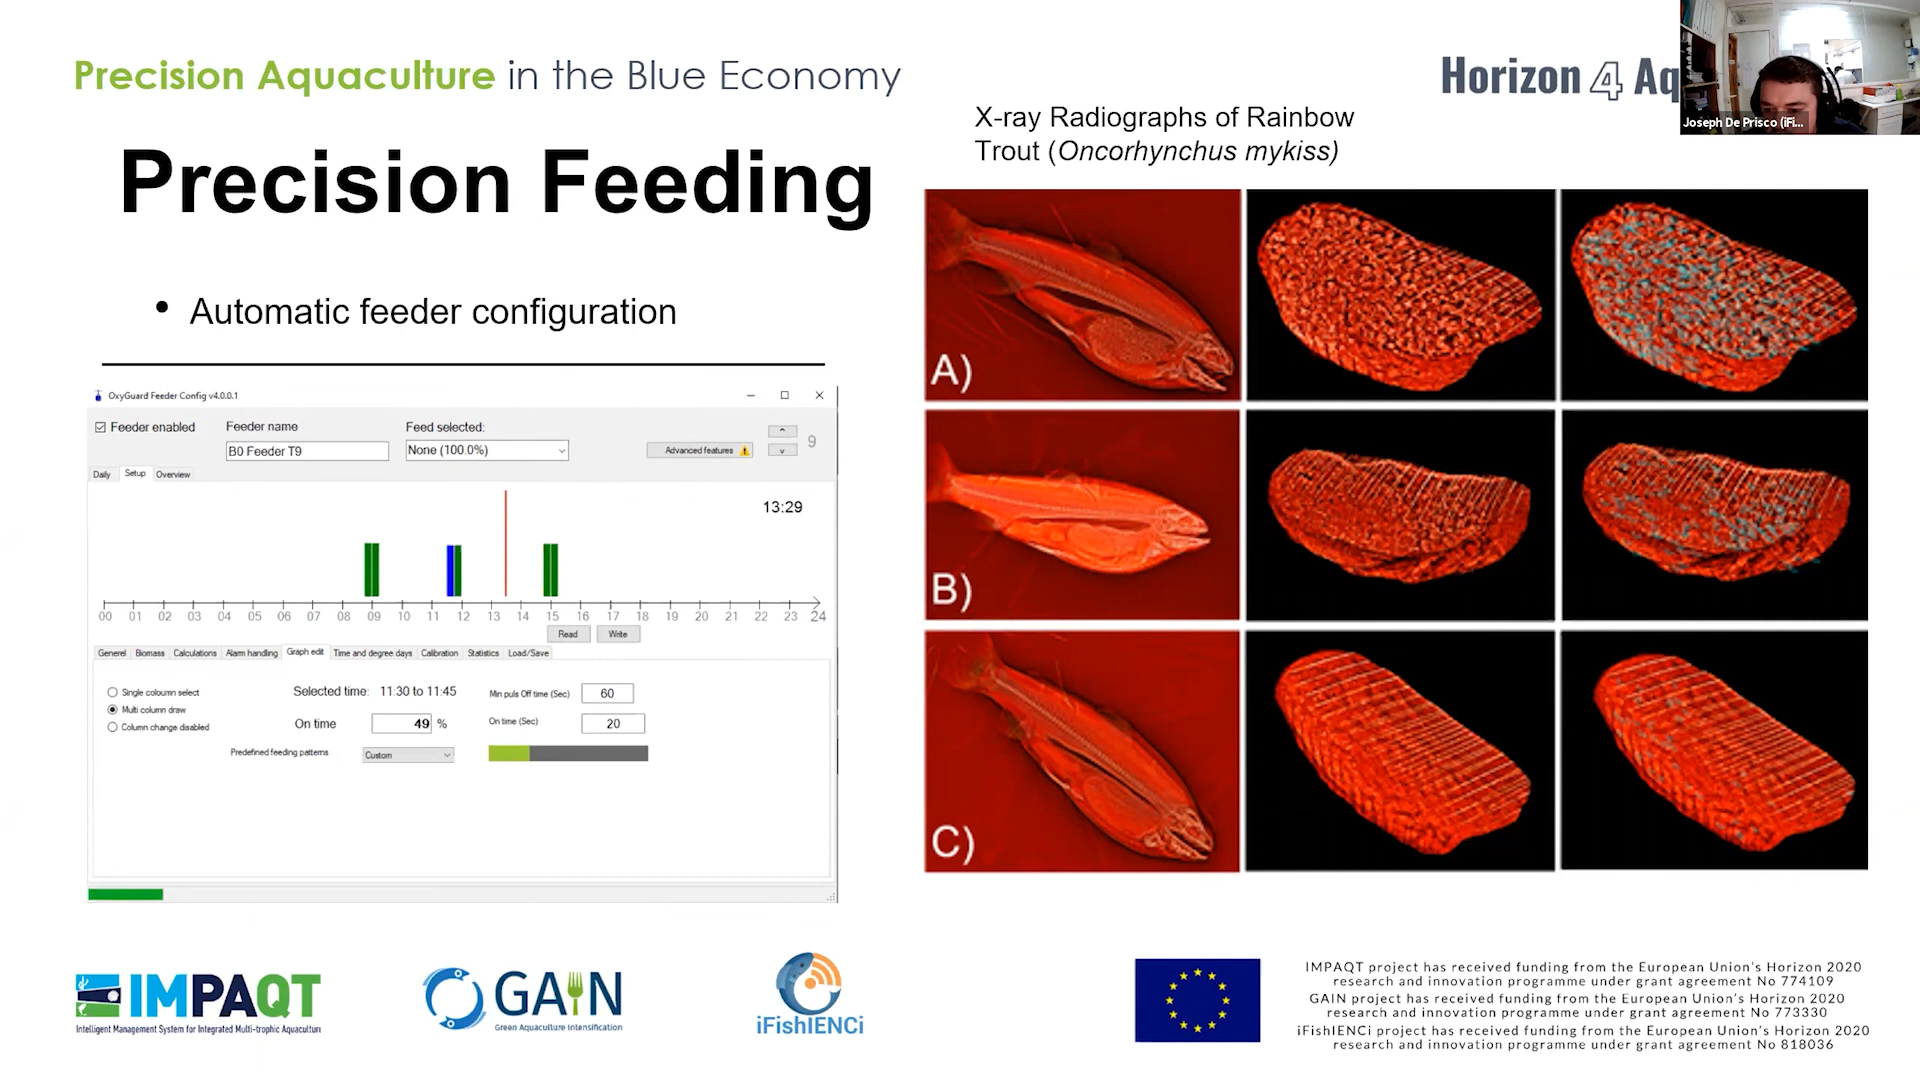 Precision Aquaculture in the Blue Economy
Horizon 4 Aq
Joseph De Prisco (iFi...
X-ray Radiographs of Rainbow
Trout (Oncorhynchus mykiss)
Precision Feeding
• Automatic feeder configuration
OxyGuard Feeder Config v4.0.0.1
Feeder enabled
Feeder name
Feed selected:
B0 Feeder T9
None (100.0%)
Advanced features
9
Daily Setup Overview
13:29
00 01 02 03 04 05 06 07 08 09 10 11 12 13 14 15 16 17 18 19 20 21 22 23 24
Read Write
Generel Biomass Calculations Alarm handling Graph edit Time and degree days Calibration Statistics Load/Save
Single coloumn select
Multi column draw
Column change disabled
Selected time: 11:30 to 11:45
On time 49 %
Predefined feeding patterns Custom
Min puls Off time (Sec) 60
On time (Sec) 20
A)
B)
C)
IMPAQT
Intelligent Management System for Integrated Multi-trophic Aquacultur
GAIN
Green Aquaculture Intensification
iFishIENCi
IMPAQT project has received funding from the European Union's Horizon 2020
research and innovation programme under grant agreement No 774109
GAIN project has received funding from the European Union's Horizon 2020
research and innovation programme under grant agreement No 773330
iFishIENCi project has received funding from the European Union's Horizon 2020
research and innovation programme under grant agreement No 818036